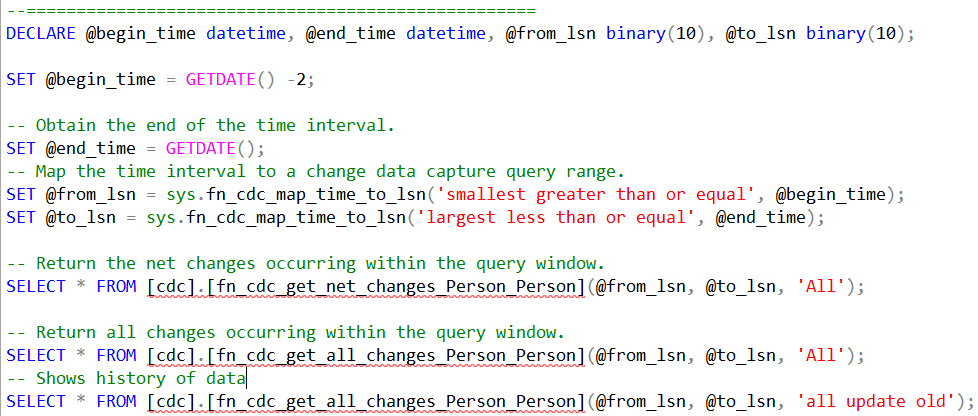 --====================================================
DECLARE @begin_time datetime, @end_time datetime, @from_lsn binary(10), @to_lsn binary(10);
SET @begin_time = GETDATE() -2;
-- Obtain the end of the time interval.
SET @end_time = GETDATE();
-- Map the time interval to a change data capture query range.
SET @from_lsn = sys.fn_cdc_map_time_to_lsn('smallest greater than or equal', @begin_time);
SET @to_lsn = sys.fn_cdc_map_time_to_lsn('largest less than or equal', @end_time);
-- Return the net changes occurring within the query window.
SELECT * FROM [cdc].[fn_cdc_get_net_changes_Person_Person](@from_lsn, @to_lsn, 'All');
-- Return all changes occurring within the query window.
SELECT * FROM [cdc].[fn_cdc_get_all_changes_Person_Person](@from_lsn, @to_lsn, 'All');
-- Shows history of data
SELECT * FROM [cdc].[fn_cdc_get_all_changes_Person_Person](@from_lsn, @to_lsn, 'all update old');